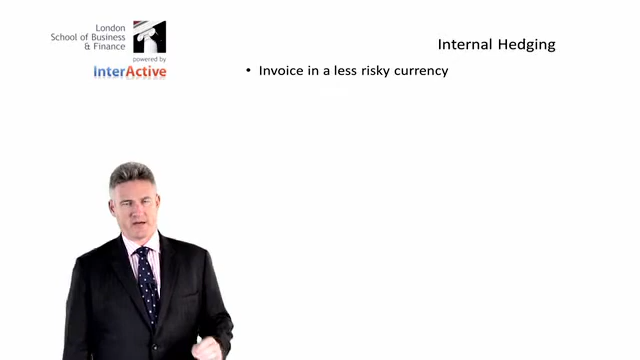 London
School of Business
& Finance
powered by
InterActive
Internal Hedging
• Invoice in a less risky currency